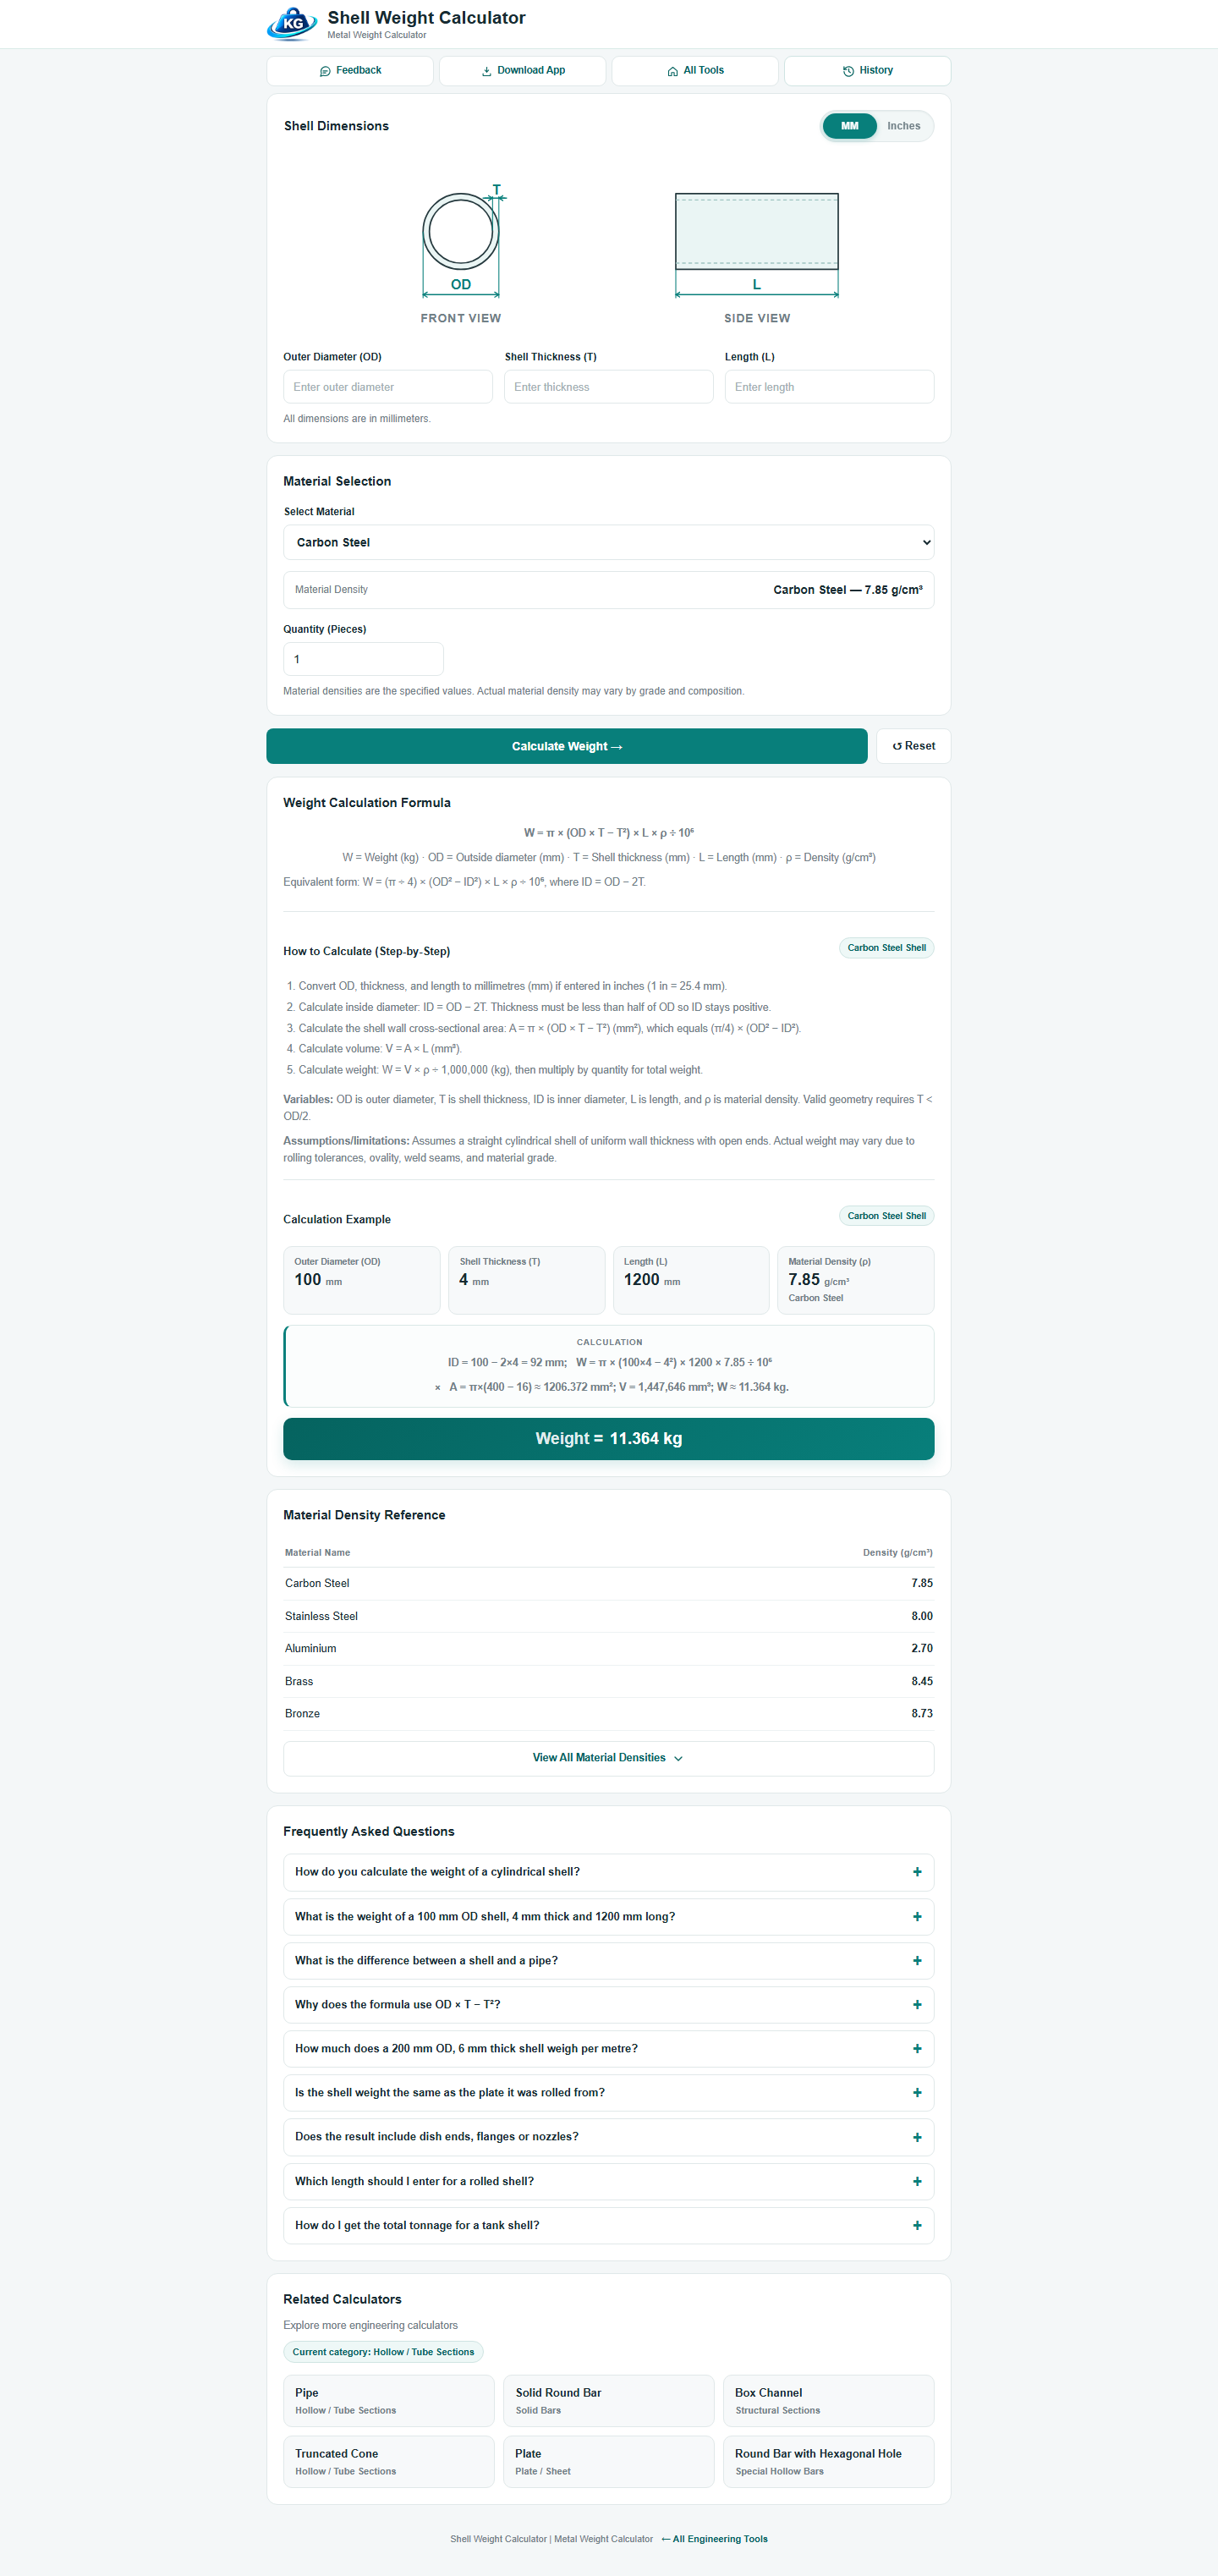 KG
Shell Weight Calculator
Metal Weight Calculator
Feedback
Download App
All Tools
History
Shell Dimensions
MM
Inches
T
OD
L
FRONT VIEW
SIDE VIEW
Outer Diameter (OD)
Shell Thickness (T)
Length (L)
Enter outer diameter
Enter thickness
Enter length
All dimensions are in millimeters.
Material Selection
Select Material
Carbon Steel
Material Density
Carbon Steel — 7.85 g/cm³
Quantity (Pieces)
1
Material densities are the specified values. Actual material density may vary by grade and composition.
Calculate Weight →
↺ Reset
Weight Calculation Formula
W = π × (OD × T − T²) × L × ρ ÷ 10⁶
W = Weight (kg) · OD = Outside diameter (mm) · T = Shell thickness (mm) · L = Length (mm) · ρ = Density (g/cm³)
Equivalent form: W = (π ÷ 4) × (OD² − ID²) × L × ρ ÷ 10⁶, where ID = OD − 2T.
How to Calculate (Step-by-Step)
Carbon Steel Shell
1. Convert OD, thickness, and length to millimetres (mm) if entered in inches (1 in = 25.4 mm).
2. Calculate inside diameter: ID = OD − 2T. Thickness must be less than half of OD so ID stays positive.
3. Calculate the shell wall cross-sectional area: A = π × (OD × T − T²) (mm²), which equals (π/4) × (OD² − ID²).
4. Calculate volume: V = A × L (mm³).
5. Calculate weight: W = V × ρ ÷ 1,000,000 (kg), then multiply by quantity for total weight.
Variables: OD is outer diameter, T is shell thickness, ID is inner diameter, L is length, and ρ is material density. Valid geometry requires T <
OD/2.
Assumptions/limitations: Assumes a straight cylindrical shell of uniform wall thickness with open ends. Actual weight may vary due to
rolling tolerances, ovality, weld seams, and material grade.
Calculation Example
Carbon Steel Shell
Outer Diameter (OD)
100 mm
Shell Thickness (T)
4 mm
Length (L)
1200 mm
Material Density (ρ)
7.85 g/cm³
Carbon Steel
CALCULATION
ID = 100 − 2×4 = 92 mm; W = π × (100×4 − 4²) × 1200 × 7.85 ÷ 10⁶
× A = π×(400 − 16) ≈ 1206.372 mm²; V = 1,447,646 mm³; W ≈ 11.364 kg.
Weight = 11.364 kg
Material Density Reference
Material Name
Density (g/cm³)
Carbon Steel
7.85
Stainless Steel
8.00
Aluminium
2.70
Brass
8.45
Bronze
8.73
View All Material Densities
Frequently Asked Questions
How do you calculate the weight of a cylindrical shell?
+
What is the weight of a 100 mm OD shell, 4 mm thick and 1200 mm long?
+
What is the difference between a shell and a pipe?
+
Why does the formula use OD × T − T²?
+
How much does a 200 mm OD, 6 mm thick shell weigh per metre?
+
Is the shell weight the same as the plate it was rolled from?
+
Does the result include dish ends, flanges or nozzles?
+
Which length should I enter for a rolled shell?
+
How do I get the total tonnage for a tank shell?
+
Related Calculators
Explore more engineering calculators
Current category: Hollow / Tube Sections
Pipe
Hollow / Tube Sections
Solid Round Bar
Solid Bars
Box Channel
Structural Sections
Truncated Cone
Hollow / Tube Sections
Plate
Plate / Sheet
Round Bar with Hexagonal Hole
Special Hollow Bars
Shell Weight Calculator | Metal Weight Calculator ← All Engineering Tools